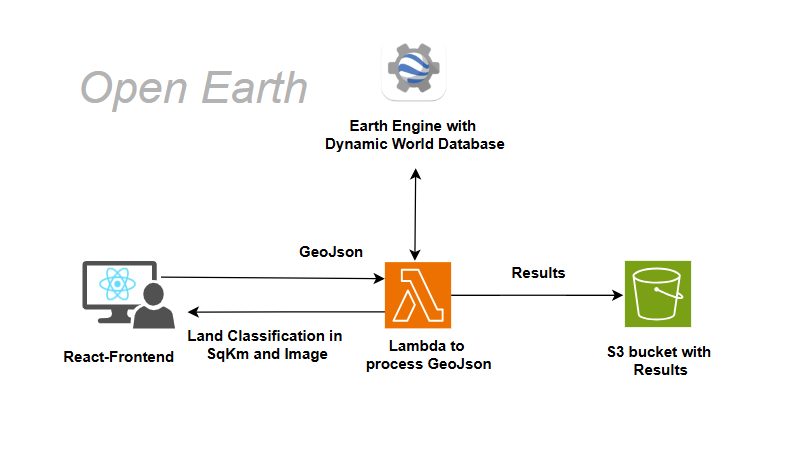 Open Earth
Earth Engine with
Dynamic World Database
GeoJson
Results
Land Classification in
SqKm and Image
React-Frontend
Lambda to
process GeoJson
S3 bucket with
Results